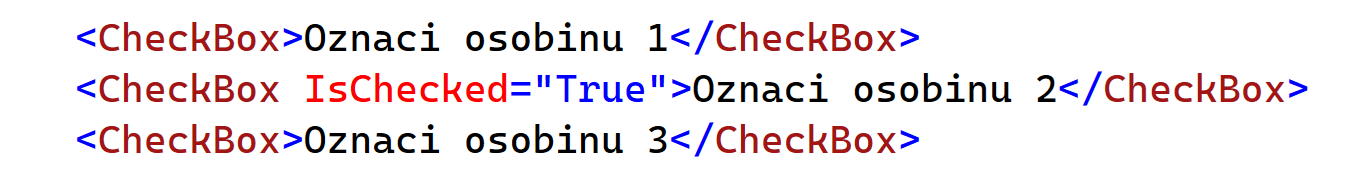 <CheckBox>Oznaci osobinu 1</CheckBox>
<CheckBox IsChecked="True">Oznaci osobinu 2</CheckBox>
<CheckBox>Oznaci osobinu 3</CheckBox>